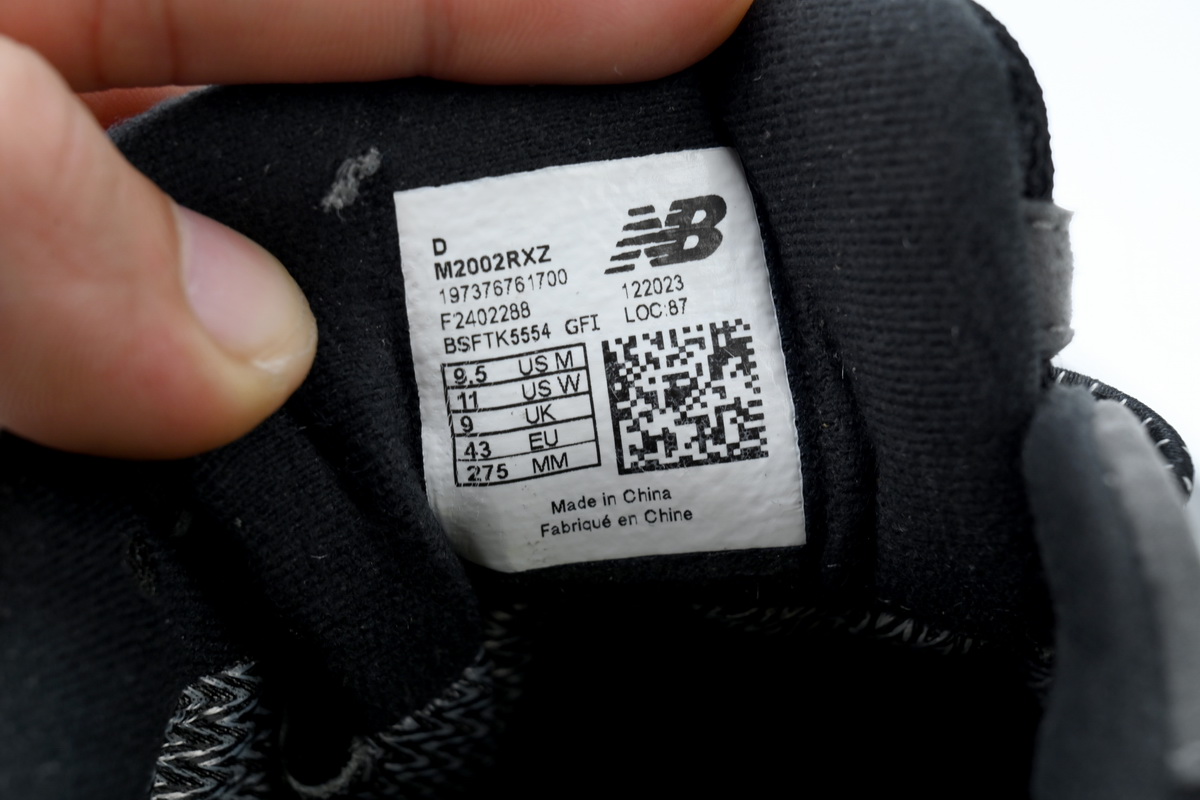 NB
D
M2002RXZ
197376761700
122023
F2402288
LOC:87
BSFTK5554 GFI
9.5 US M
11 US W
9 UK
43 EU
275 MM
Made in China
Fabriqué en Chine